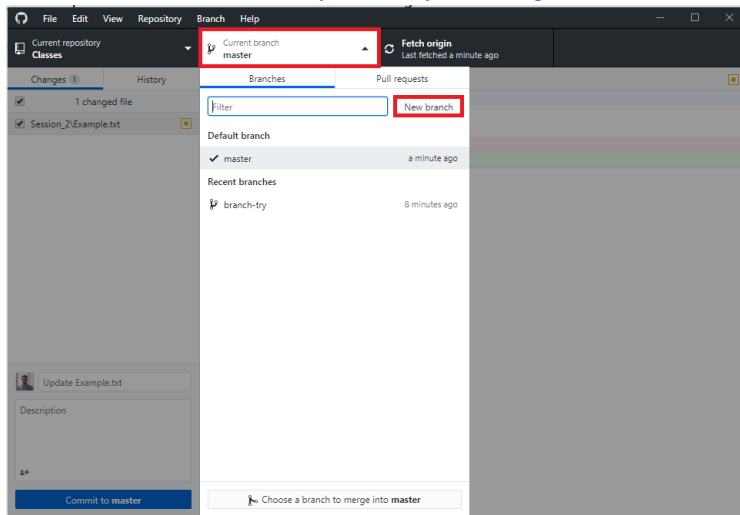 File Edit View Repository Branch Help
Current repository
Classes
Current branch
master
Fetch origin
Last fetched a minute ago
Changes 1 History
Branches Pull requests
1 changed file
Filter New branch
Session_2\Example.txt
Default branch
master a minute ago
Recent branches
branch-try 8 minutes ago
Update Example.txt
Description
Commit to master
Choose a branch to merge into master